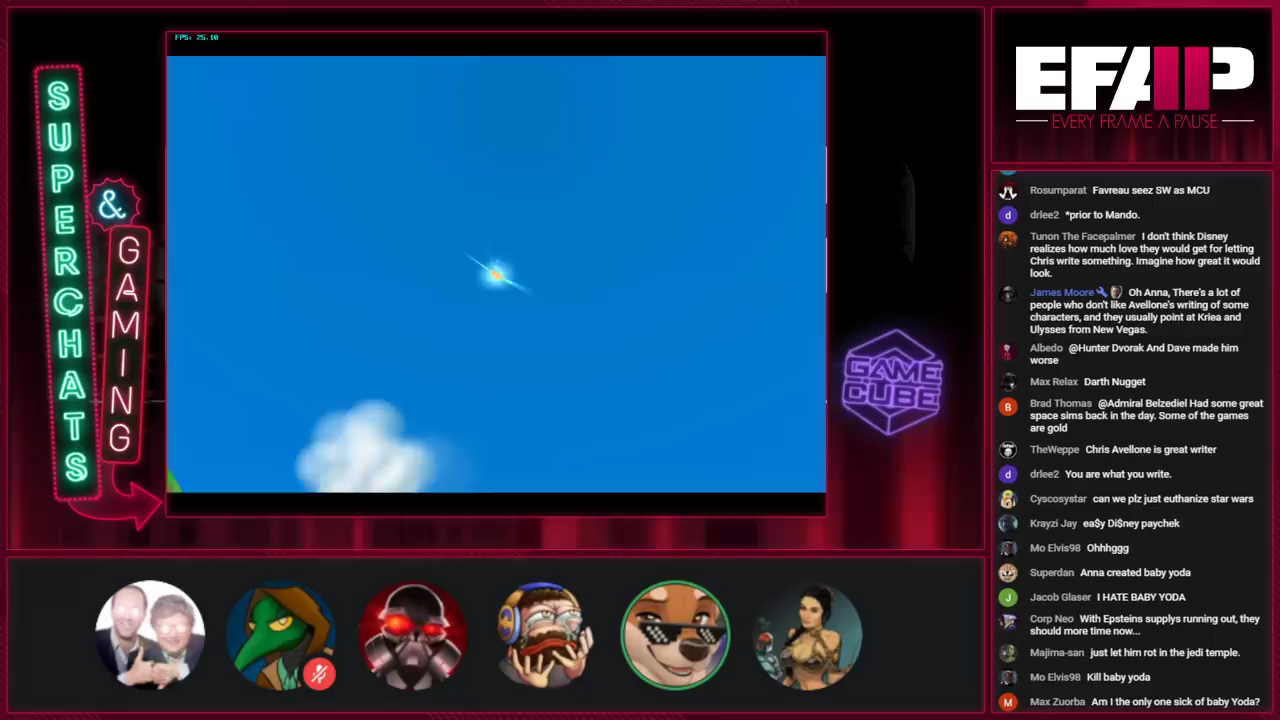 FPS: 25.10
SUPERCHATS
&
GAMING
GAME
CUBE
EFAP
EVERY FRAME A PAUSE
Rosumparat Favreau seez SW as MCU
drlee2 *prior to Mando.
Tunon The Facepalmer I don't think Disney
realizes how much love they would get for letting
Chris write something. Imagine how great it would
look.
James Moore Oh Anna, There's a lot of
people who don't like Avellone's writing of some
characters, and they usually point at Kriea and
Ulysses from New Vegas.
Albedo @Hunter Dvorak And Dave made him
worse
Max Relax Darth Nugget
B
Brad Thomas @Admiral Belzediel Had some great
space sims back in the day. Some of the games
are gold
TheWeppe Chris Avellone is great writer
d
drlee2 You are what you write.
Cyscosystar can we plz just euthanize star wars
Krayzi Jay ea$y Di$ney paychek
Mo Elvis98 Ohhhggg
Superdan Anna created baby yoda
J
Jacob Glaser I HATE BABY YODA
Corp Neo With Epsteins supplys running out, they
should more time now...
Majima-san just let him rot in the jedi temple.
Mo Elvis98 Kill baby yoda
M
Max Zuorba Am I the only one sick of baby Yoda?